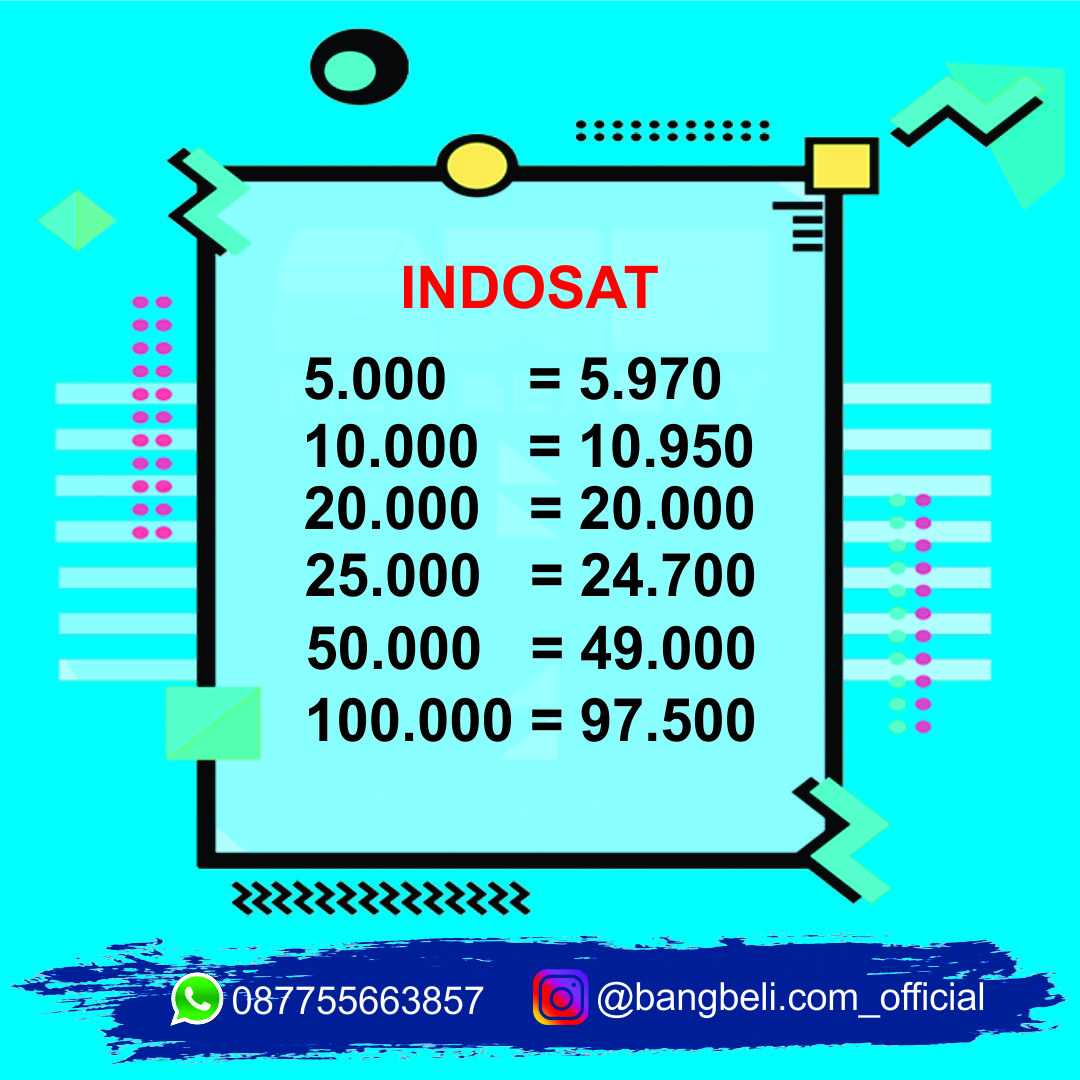 INDOSAT
5.000 = 5.970
10.000 = 10.950
20.000 = 20.000
25.000 = 24.700
50.000 = 49.000
100.000 = 97.500
087755663857 @bangbeli.com_official